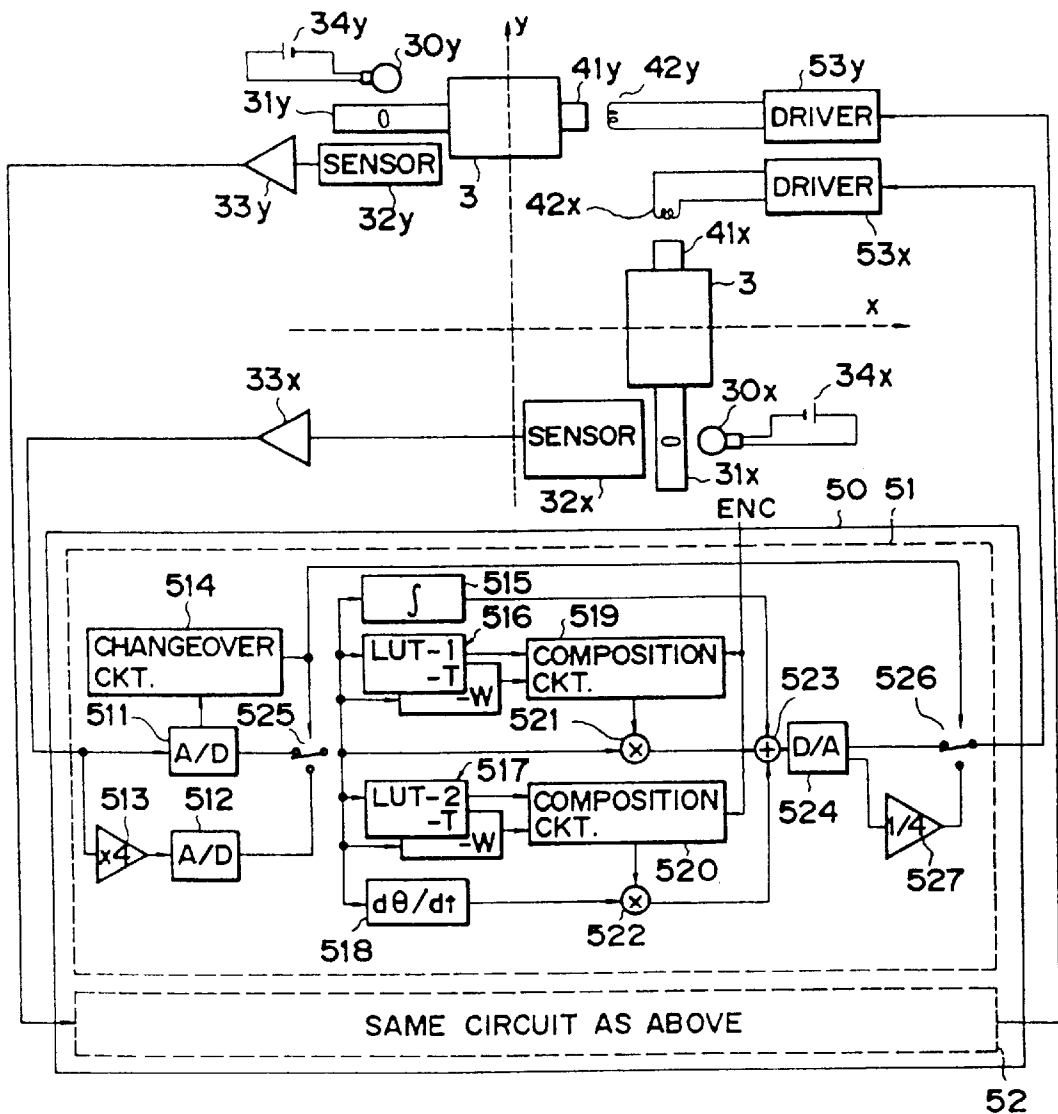 34y
y
30y
41y
42y
53y
31y
0
DRIVER
SENSOR
3
DRIVER
33y
32y
42x
41x
53x
3
x
33x
30x
34x
SENSOR
0
31x
32x
ENC
50
51
514
∫
515
516
519
CHANGEOVER
CKT.
LUT-1
-T
-W
COMPOSITION
CKT.
511
525
521
523
526
A/D
×
+
D/A
513
512
517
LUT-2
-T
-W
COMPOSITION
CKT.
524
x4
A/D
1/4
520
527
dθ/dt
×
518
522
SAME CIRCUIT AS ABOVE
52